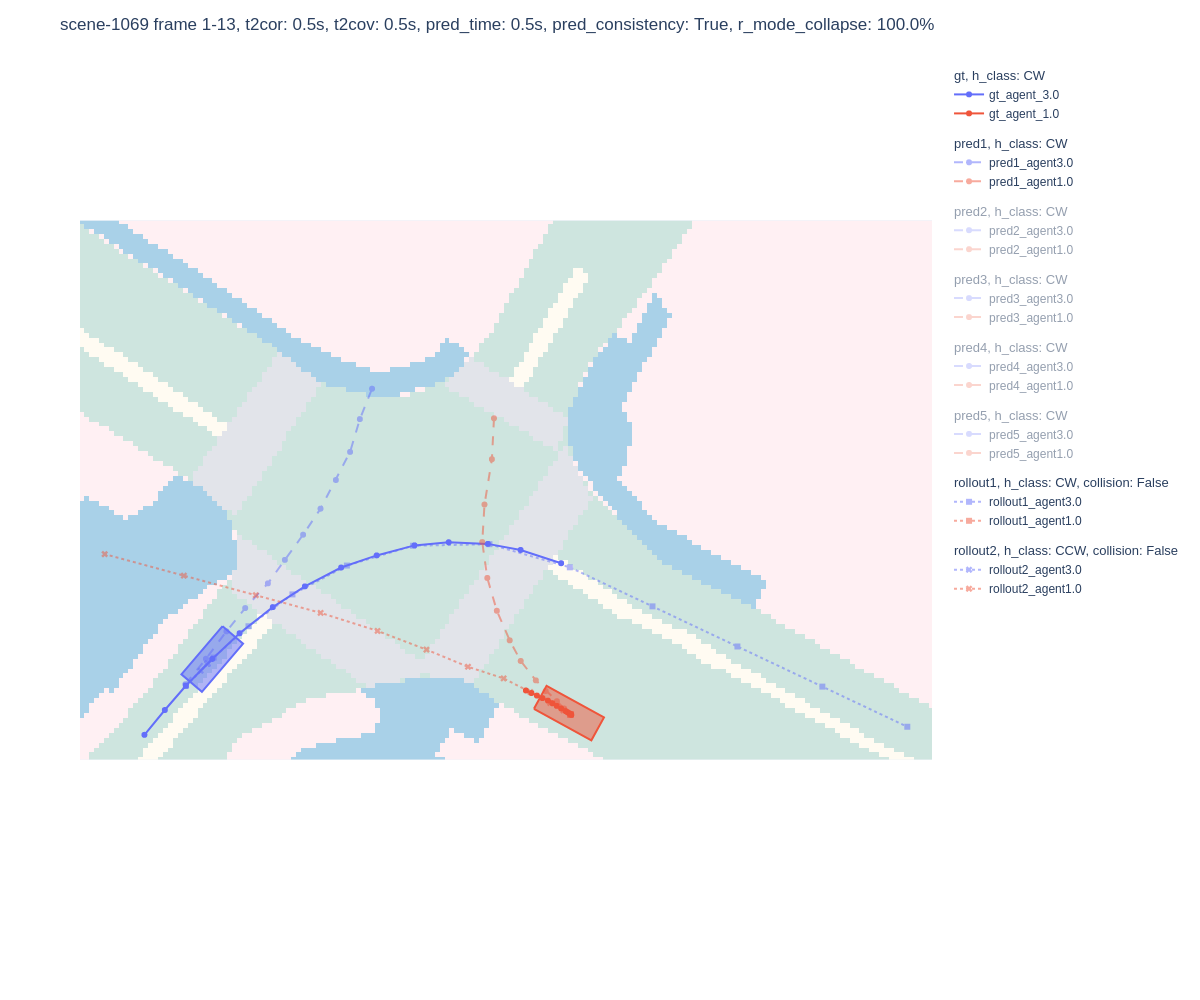 scene-1069 frame 1-13, t2cor: 0.5s, t2cov: 0.5s, pred_time: 0.5s, pred_consistency: True, r_mode_collapse: 100.0%
gt, h_class: CW
gt_agent_3.0
gt_agent_1.0
pred1, h_class: CW
pred1_agent3.0
pred1_agent1.0
pred2, h_class: CW
pred2_agent3.0
pred2_agent1.0
pred3, h_class: CW
pred3_agent3.0
pred3_agent1.0
pred4, h_class: CW
pred4_agent3.0
pred4_agent1.0
pred5, h_class: CW
pred5_agent3.0
pred5_agent1.0
rollout1, h_class: CW, collision: False
rollout1_agent3.0
rollout1_agent1.0
rollout2, h_class: CCW, collision: False
rollout2_agent3.0
rollout2_agent1.0